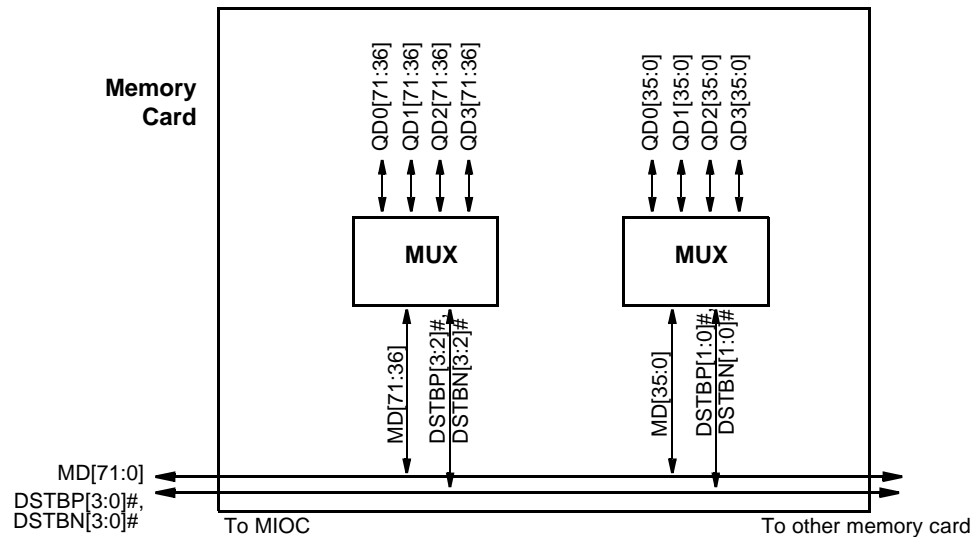 Memory
Card
QD0[71:36]
QD1[71:36]
QD2[71:36]
QD3[71:36]
QD0[35:0]
QD1[35:0]
QD2[35:0]
QD3[35:0]
MUX
MUX
MD[71:36]
DSTBP[3:2]#,
DSTBN[3:2]#
MD[35:0]
DSTBP[1:0]#,
DSTBN[1:0]#
MD[71:0]
DSTBP[3:0]#,
DSTBN[3:0]#
To MIOC
To other memory card